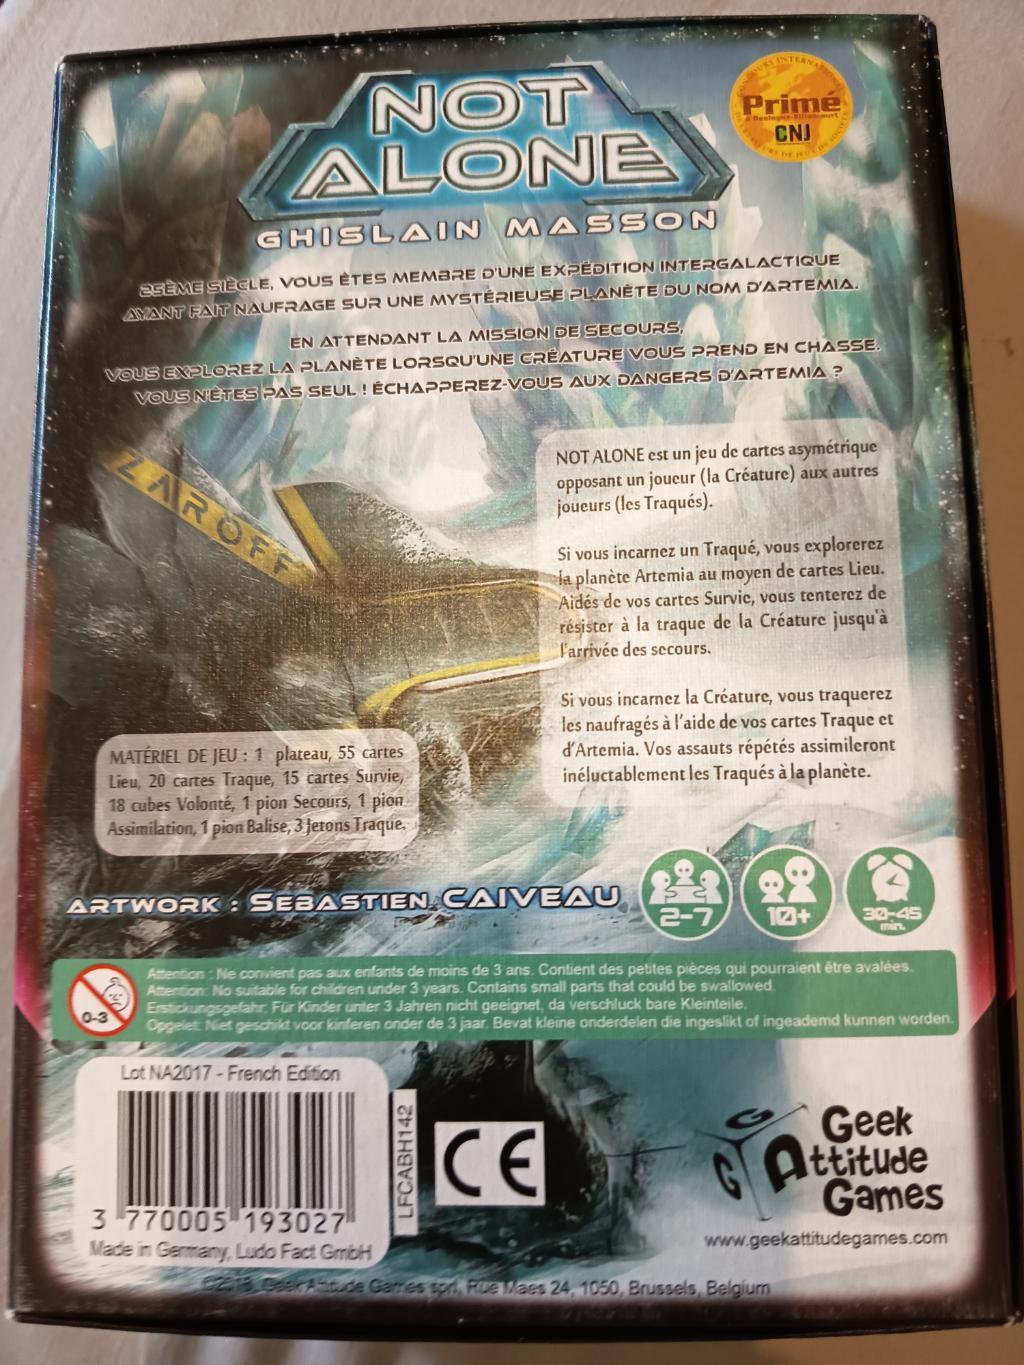 NOT
ALONE
Primé
à Boulogne-Billancourt
CNJ
GHISLAIN MASSON
25ÈME SIÈCLE, VOUS ÊTES MEMBRE D'UNE EXPÉDITION INTERGALACTIQUE
AYANT FAIT NAUFRAGE SUR UNE MYSTÉRIEUSE PLANÈTE DU NOM D'ARTEMIA.
EN ATTENDANT LA MISSION DE SECOURS,
VOUS EXPLOREZ LA PLANÈTE LORSQU'UNE CRÉATURE VOUS PREND EN CHASSE.
VOUS N'ÊTES PAS SEUL ! ÉCHAPPEREZ-VOUS AUX DANGERS D'ARTEMIA ?
ZAROFF
NOT ALONE est un jeu de cartes asymétrique
opposant un joueur (la Créature) aux autres
joueurs (les Traqués).
Si vous incarnez un Traqué, vous explorerez
la planète Artemia au moyen de cartes Lieu.
Aidés de vos cartes Survie, vous tenterez de
résister à la traque de la Créature jusqu'à
l'arrivée des secours.
Si vous incarnez la Créature, vous traquerez
les naufragés à l'aide de vos cartes Traque et
d'Artemia. Vos assauts répétés assimileront
inéluctablement les Traqués à la planète.
MATÉRIEL DE JEU : 1 plateau, 55 cartes
Lieu, 20 cartes Traque, 15 cartes Survie,
18 cubes Volonté, 1 pion Secours, 1 pion
Assimilation, 1 pion Balise, 3 Jetons Traque.
ARTWORK : SEBASTIEN CAIVEAU
2-7
10+
30-45
min.
0-3
Attention : Ne convient pas aux enfants de moins de 3 ans. Contient des petites pièces qui pourraient être avalées.
Attention: No suitable for children under 3 years. Contains small parts that could be swallowed.
Erstickungsgefahr: Für Kinder unter 3 Jahren nicht geeignet, da verschluck bare Kleinteile.
Opgelet: Niet geschikt voor kinferen onder de 3 jaar. Bevat kleine onderdelen die ingeslikt of ingeademd kunnen worden.
Lot NA2017 - French Edition
3 770005 193027
Made in Germany, Ludo Fact GmbH
LFCABH142
CE
G G A
Geek
Attitude
Games
www.geekattitudegames.com
Geek Attitude Games sprl, Rue Maes 24, 1050, Brussels, Belgium